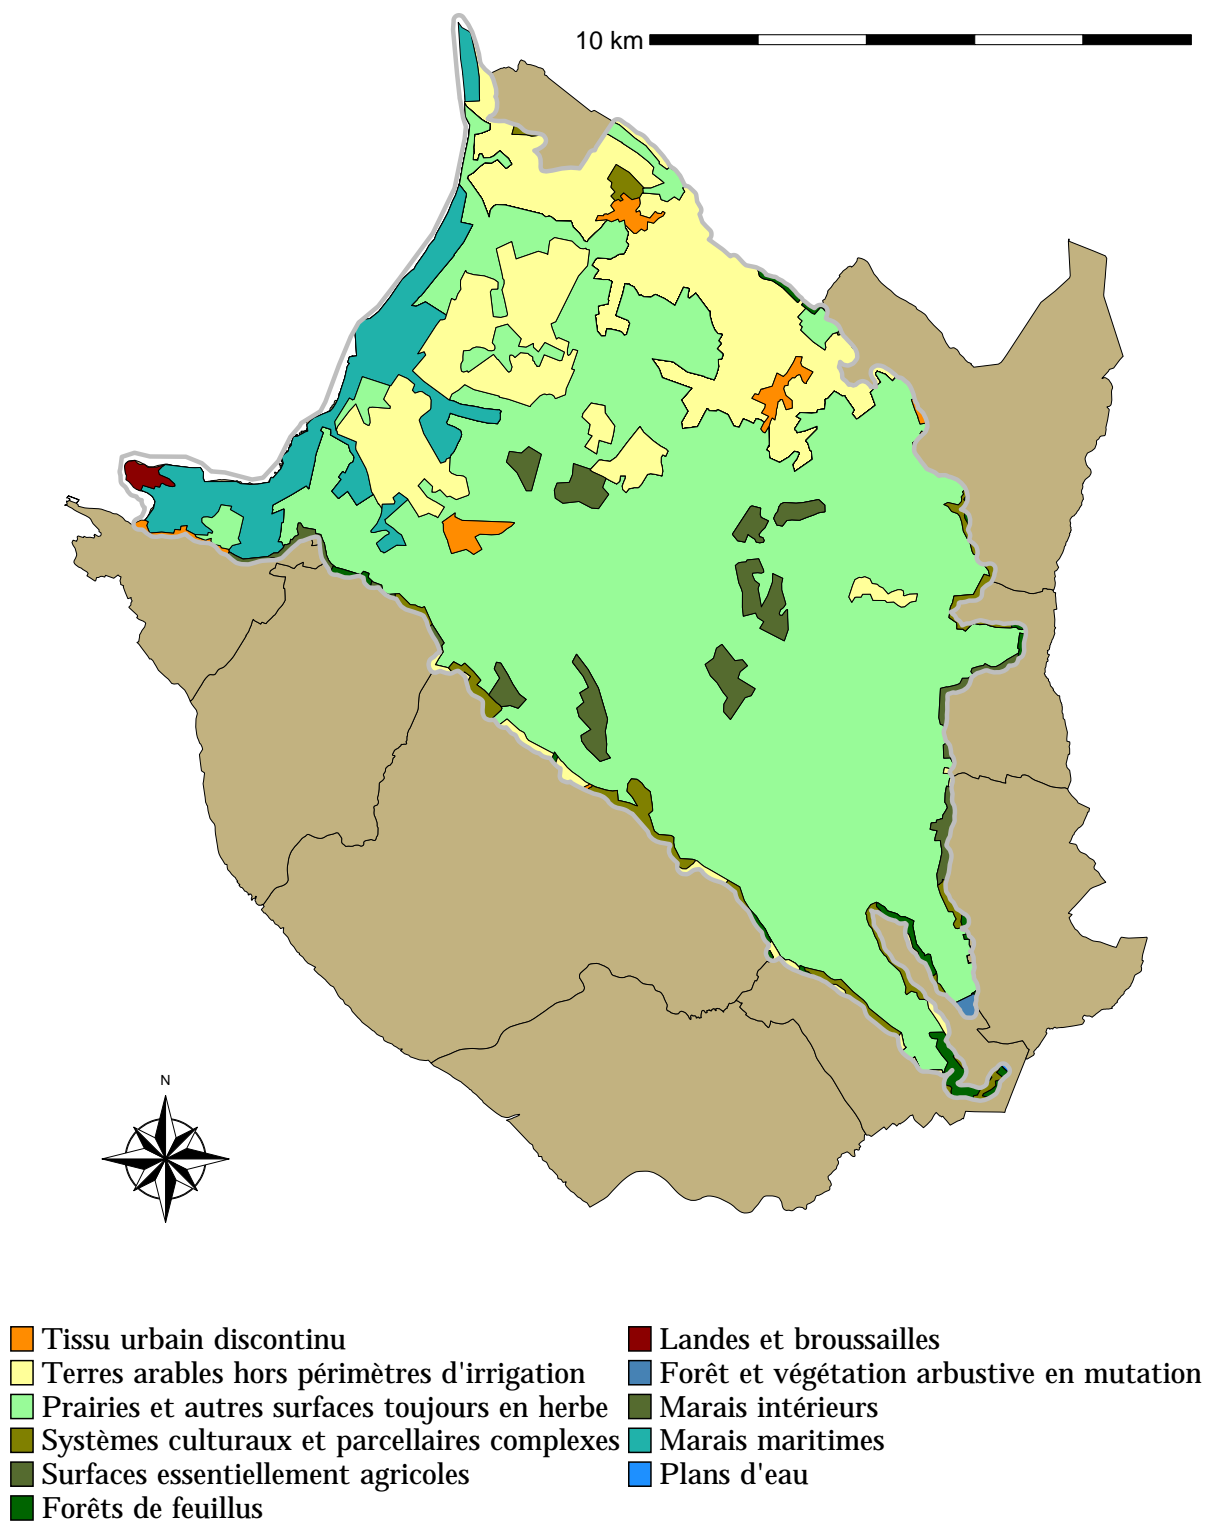 10 km
N
Tissu urbain discontinu
Terres arables hors périmètres d'irrigation
Prairies et autres surfaces toujours en herbe
Systèmes culturaux et parcellaires complexes
Surfaces essentiellement agricoles
Forêts de feuillus
Landes et broussailles
Forêt et végétation arbustive en mutation
Marais intérieurs
Marais maritimes
Plans d'eau